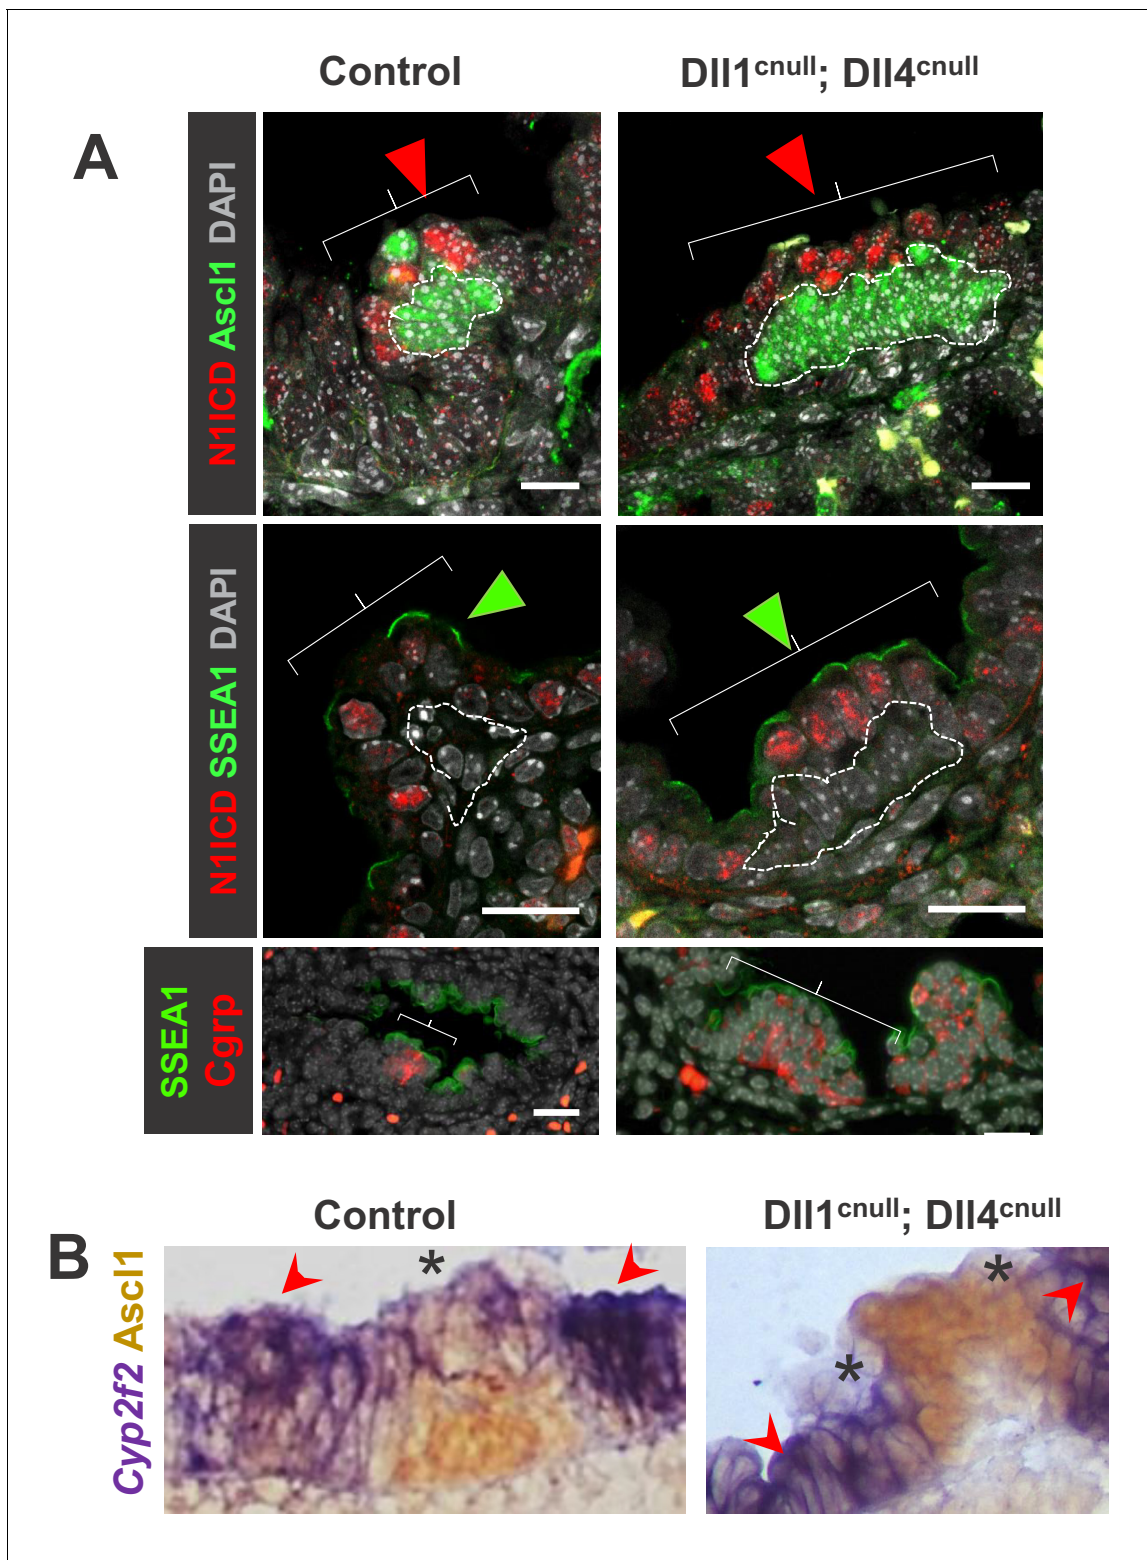 Control
Dll1cnull; Dll4cnull
A
N1ICD Ascl1 DAPI
N1ICD SSEA1 DAPI
SSEA1
Cgrp
Control
Dll1cnull; Dll4cnull
B
Cyp2f2 Ascl1
*
*
*